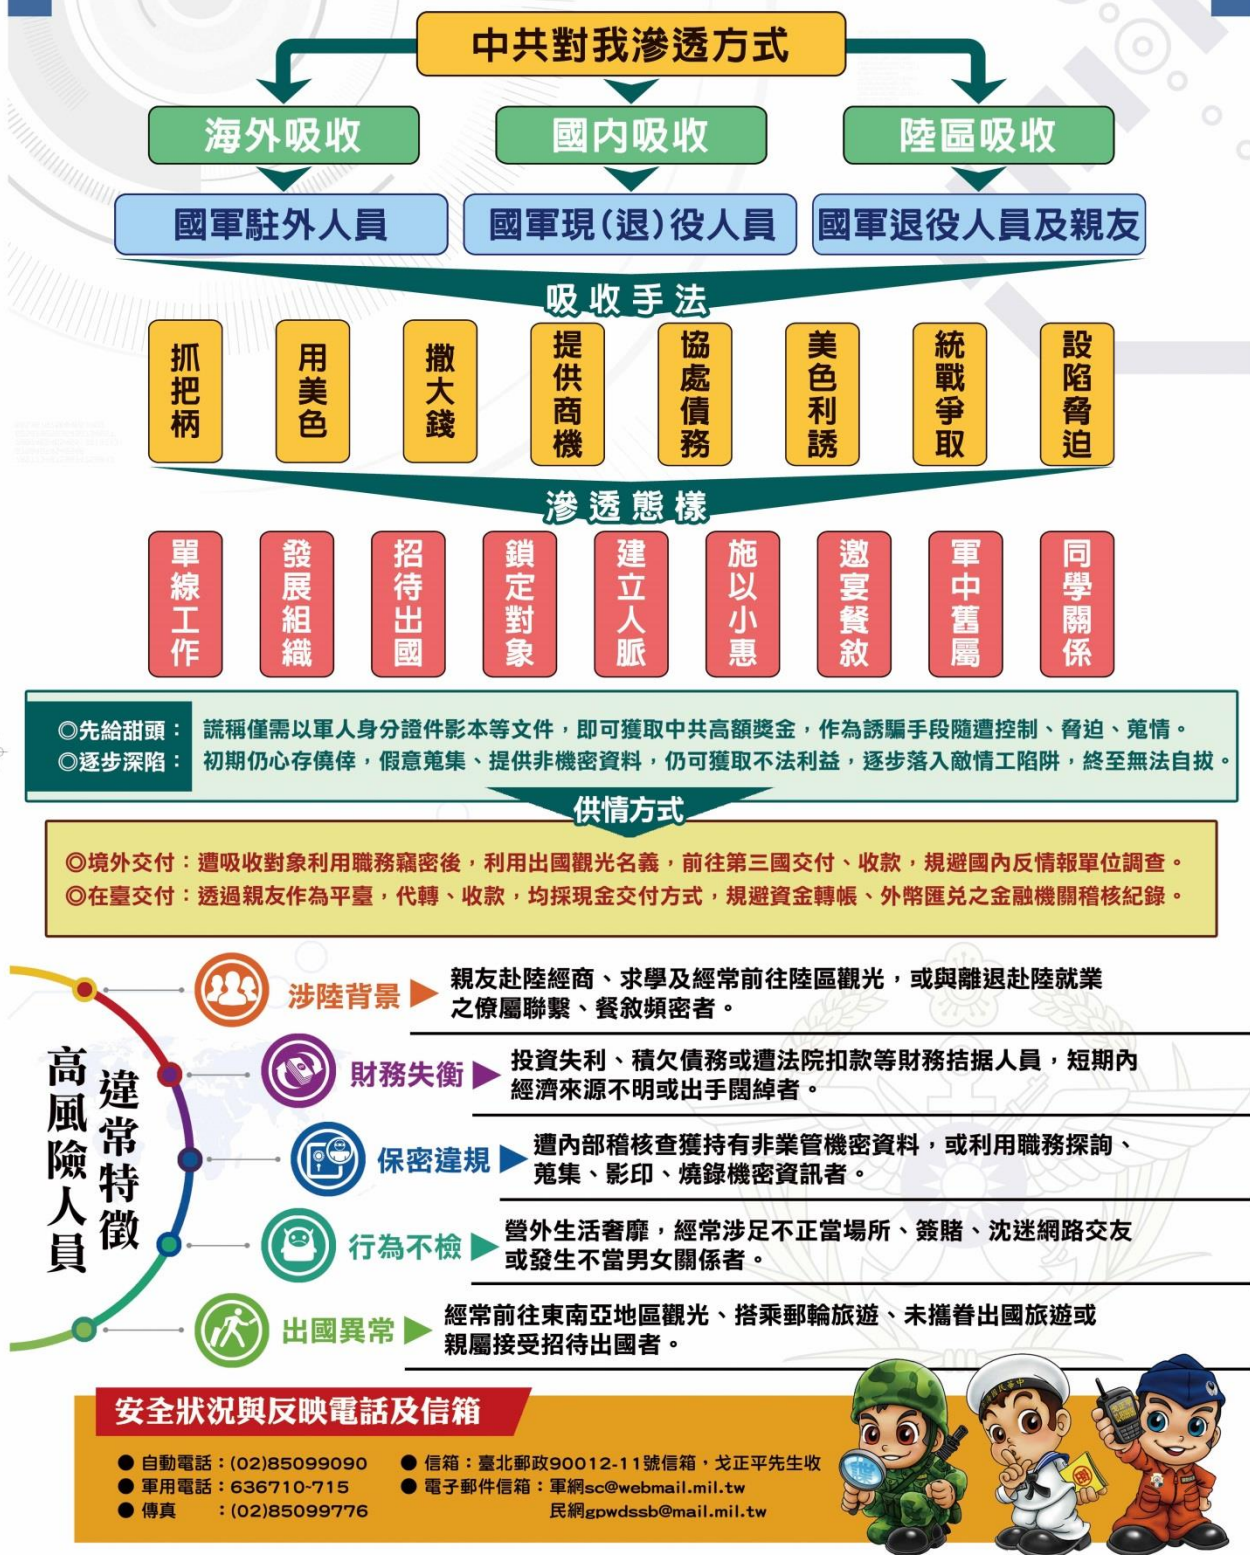 中共對我滲透方式
海外吸收
國內吸收
陸區吸收
國軍駐外人員
國軍現(退)役人員
國軍退役人員及親友
吸收手法
抓把柄
用美色
撒大錢
提供商機
協處債務
美色利誘
統戰爭取
設陷脅迫
滲透態樣
單線工作
發展組織
招待出國
鎖定對象
建立人脈
施以小惠
邀宴餐敘
軍中舊屬
同學關係
◎先給甜頭：謊稱僅需以軍人身分證件影本等文件，即可獲取中共高額獎金，作為誘騙手段隨遭控制、脅迫、蒐情。
◎逐步深陷：初期仍心存僥倖，假意蒐集、提供非機密資料，仍可獲取不法利益，逐步落入敵情工陷阱，終至無法自拔。
供情方式
◎境外交付：遭吸收對象利用職務竊密後，利用出國觀光名義，前往第三國交付、收款，規避國內反情報單位調查。
◎在臺交付：透過親友作為平臺，代轉、收款，均採現金交付方式，規避資金轉帳、外幣匯兌之金融機關稽核紀錄。
高風險人員
違常特徵
涉陸背景
親友赴陸經商、求學及經常前往陸區觀光，或與離退赴陸就業
之僚屬聯繫、餐敘頻密者。
財務失衡
投資失利、積欠債務或遭法院扣款等財務拮据人員，短期內
經濟來源不明或出手闊綽者。
保密違規
遭內部稽核查獲持有非業管機密資料，或利用職務探詢、
蒐集、影印、燒錄機密資訊者。
行為不檢
營外生活奢靡，經常涉足不正當場所、簽賭、沈迷網路交友
或發生不當男女關係者。
出國異常
經常前往東南亞地區觀光、搭乘郵輪旅遊、未攜眷出國旅遊或
親屬接受招待出國者。
安全狀況與反映電話及信箱
● 自動電話：(02)85099090
● 軍用電話：636710-715
● 傳真　　：(02)85099776
● 信箱：臺北郵政90012-11號信箱，戈正平先生收
● 電子郵件信箱：軍網sc@webmail.mil.tw
民網gpwdssb@mail.mil.tw